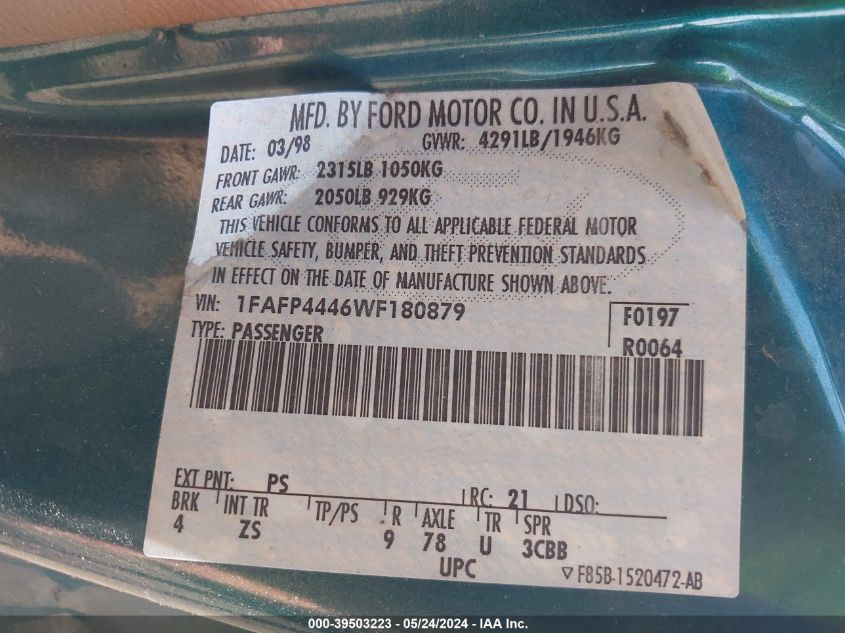 MFD. BY FORD MOTOR CO. IN U.S.A.
DATE: 03/98 GVWR: 4291LB/1946KG
FRONT GAWR: 2315LB 1050KG
REAR GAWR: 2050LB 929KG
THIS VEHICLE CONFORMS TO ALL APPLICABLE FEDERAL MOTOR
VEHICLE SAFETY, BUMPER, AND THEFT PREVENTION STANDARDS
IN EFFECT ON THE DATE OF MANUFACTURE SHOWN ABOVE.
VIN: 1FAFP4446WF180879 F0197
TYPE: PASSENGER R0064
EXT PNT: PS RC: 21 DSO:
BRK INT TR TP/PS R AXLE TR SPR
4 ZS 9 78 U 3CBB
UPC ▽F85B-1520472-AB
000-39503223 - 05/24/2024 - IAA Inc.